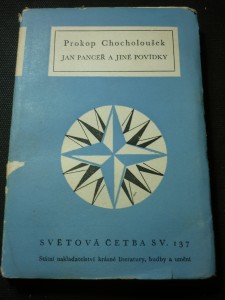 Prokop Chocholoušek
JAN PANCÉŘ A JINÉ POVÍDKY
SVĚTOVÁ ČETBA SV. 137
Státní nakladatelství krásné literatury, hudby a umění